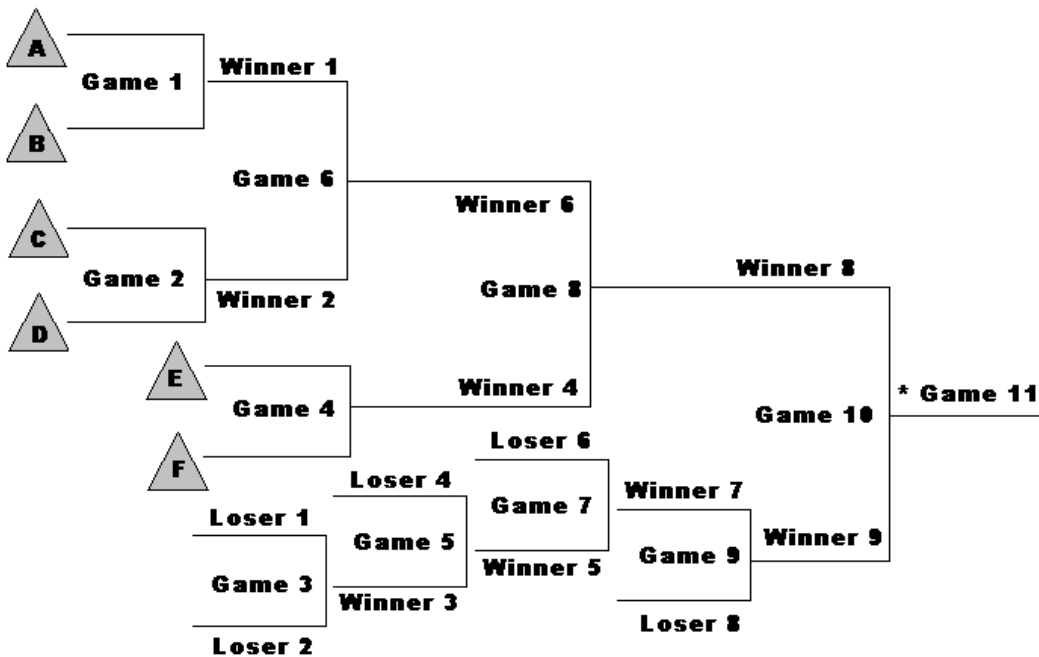 A
Game 1
Winner 1
B
Game 6
Winner 6
C
Game 2
Winner 2
D
Game 8
Winner 8
E
Game 4
Winner 4
F
* Game 11
Game 10
Loser 6
Loser 4
Game 7
Winner 7
Loser 1
Game 5
Winner 5
Game 9
Winner 9
Game 3
Winner 3
Loser 2
Loser 8